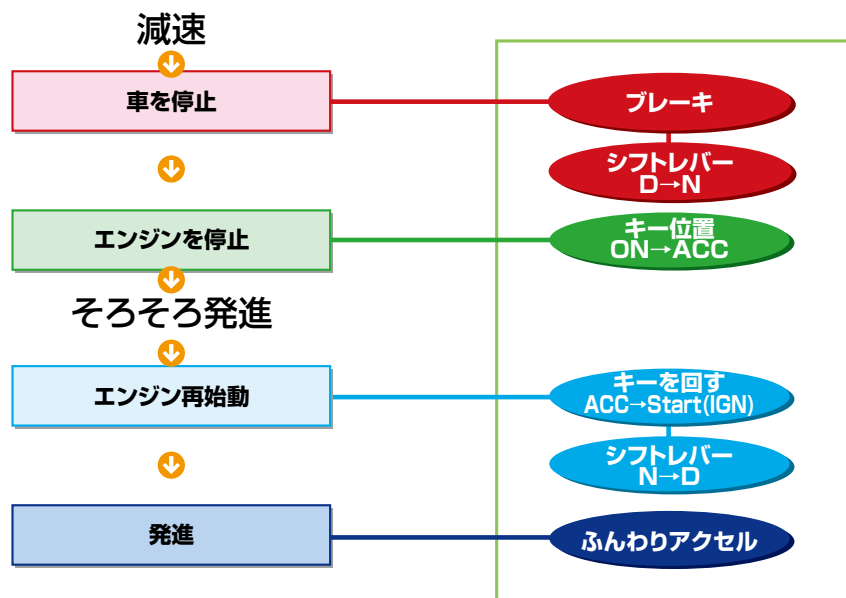 減速
車を停止
ブレーキ
シフトレバー
D→N
エンジンを停止
キー位置
ON→ACC
そろそろ発進
エンジン再始動
キーを回す
ACC→Start(IGN)
シフトレバー
N→D
発進
ふんわりアクセル